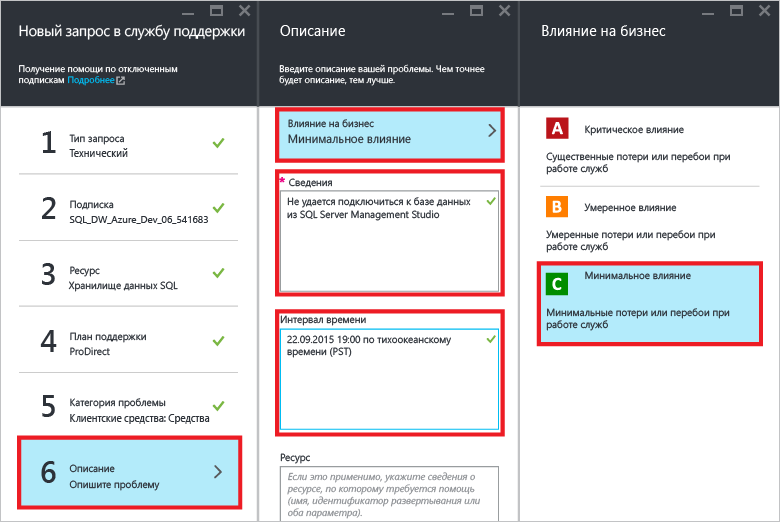 Новый запрос в службу поддержки
Получение помощи по отключенным
подпискам Подробнее
1
Тип запроса
Технический
2
Подписка
SQL_DW_Azure_Dev_06_541683
3
Ресурс
Хранилище данных SQL
4
План поддержки
ProDirect
5
Категория проблемы
Клиентские средства: Средства
6
Описание
Опишите проблему
Описание
Введите описание вашей проблемы. Чем точнее
будет описание, тем лучше.
Влияние на бизнес
Минимальное влияние
* Сведения
Не удается подключиться к базе данных
из SQL Server Management Studio
Интервал времени
22.09.2015 19:00 по тихоокеанскому
времени (PST)
Ресурс
Если это применимо, укажите сведения о
ресурсе, по которому требуется помощь
(имя, идентификатор развертывания или
оба параметра).
Влияние на бизнес
A
Критическое влияние
Существенные потери или перебои при
работе служб
B
Умеренное влияние
Умеренные потери или перебои при
работе служб
C
Минимальное влияние
Минимальные потери или перебои при
работе служб